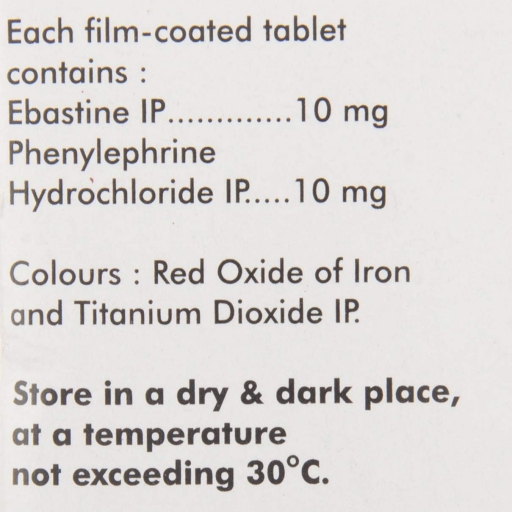 Each film-coated tablet
contains :
Ebastine IP.............10 mg
Phenylephrine
Hydrochloride IP.....10 mg
Colours : Red Oxide of Iron
and Titanium Dioxide IP.
Store in a dry & dark place,
at a temperature
not exceeding 30°C.